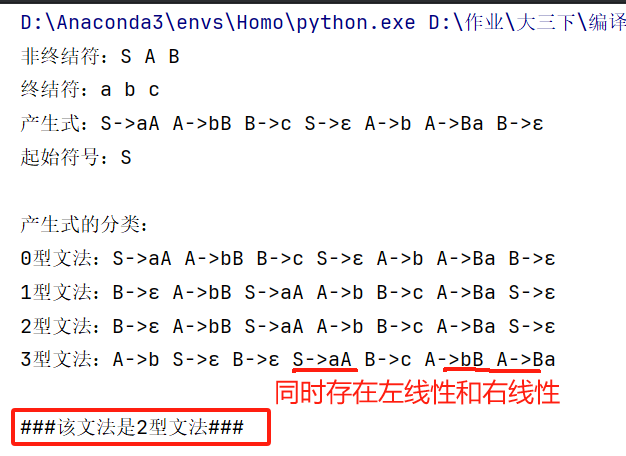 D:\Anaconda3\envs\Homo\python.exe D:\作业\大三下\编译
非终结符：S A B
终结符：a b c
产生式：S->aA A->bB B->c S->ε A->b A->Ba B->ε
起始符号：S
产生式的分类：
0型文法：S->aA A->bB B->c S->ε A->b A->Ba B->ε
1型文法：B->ε A->bB S->aA A->b B->c A->Ba S->ε
2型文法：B->ε A->bB S->aA A->b B->c A->Ba S->ε
3型文法：A->b S->ε B->ε S->aA B->c A->bB A->Ba
同时存在左线性和右线性
###该文法是2型文法###